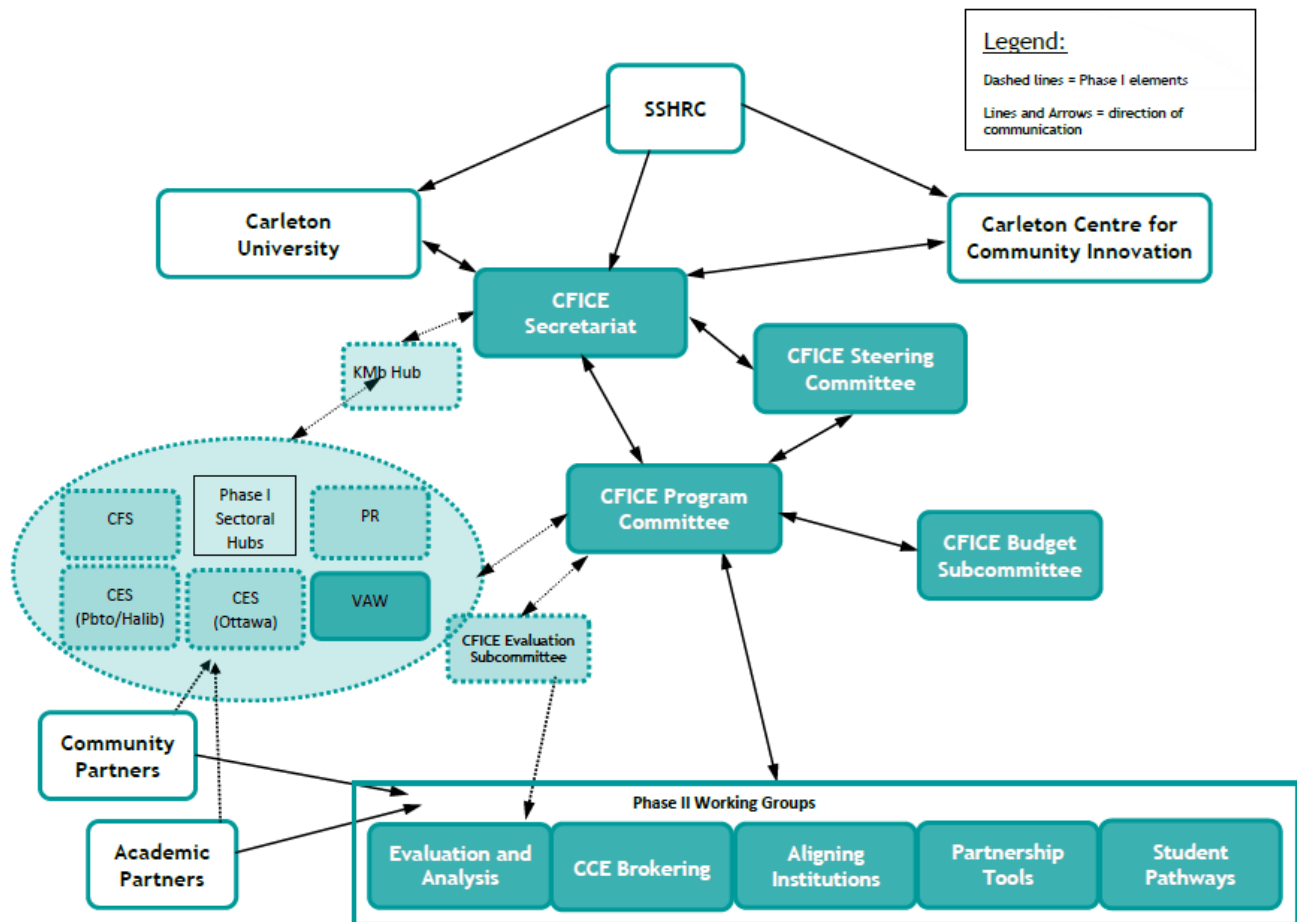 Legend:
Dashed lines = Phase I elements
Lines and Arrows = direction of
communication
SSHRC
Carleton
University
Carleton Centre for
Community Innovation
CFICE
Secretariat
CFICE Steering
Committee
KMb Hub
CFS
Phase I
Sectoral
Hubs
PR
CES
(Pbto/Halib)
CES
(Ottawa)
VAW
CFICE Program
Committee
CFICE Budget
Subcommittee
CFICE Evaluation
Subcommittee
Community
Partners
Academic
Partners
Phase II Working Groups
Evaluation and
Analysis
CCE Brokering
Aligning
Institutions
Partnership
Tools
Student
Pathways